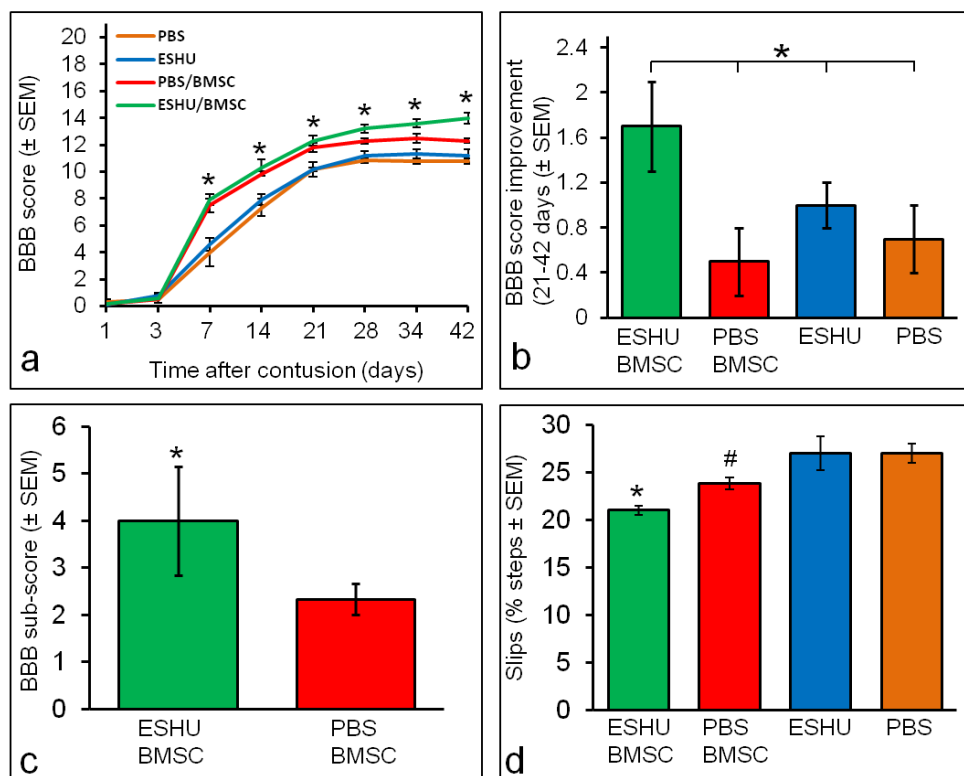 BBB score (± SEM)
20
18
16
14
12
10
8
6
4
2
0
PBS
ESHU
PBS/BMSC
ESHU/BMSC
* * * * * *
1 3 7 14 21 28 34 42
Time after contusion (days)
a
BBB score improvement
(21-42 days (± SEM)
2.4
2
1.6
1.2
0.8
0.4
0
*
ESHU PBS ESHU PBS
BMSC BMSC
b
BBB sub-score (± SEM)
6
5
4
3
2
1
0
*
ESHU PBS
BMSC BMSC
c
Slips (% steps ± SEM)
30
25
20
15
10
5
0
* #
ESHU PBS ESHU PBS
BMSC BMSC
d